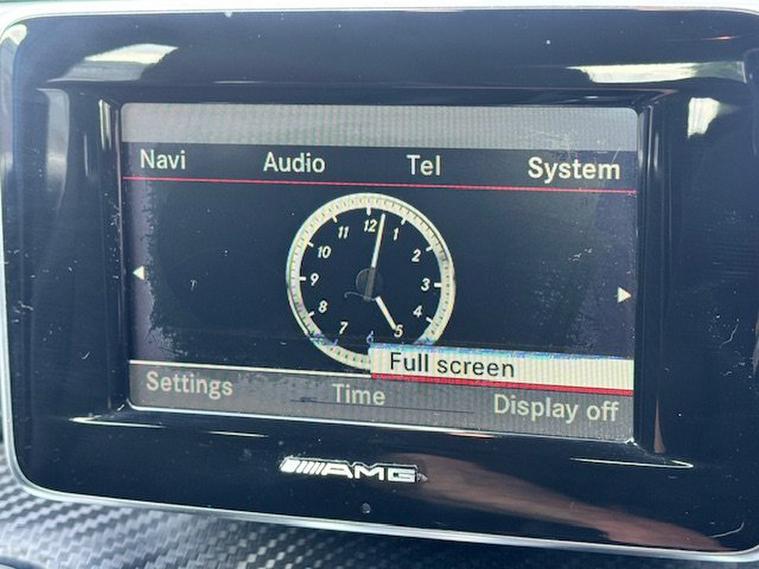 Navi Audio Tel System
12
11 1
10 2
9 3
8 4
7 5
Full screen
Settings Time Display off
AMG